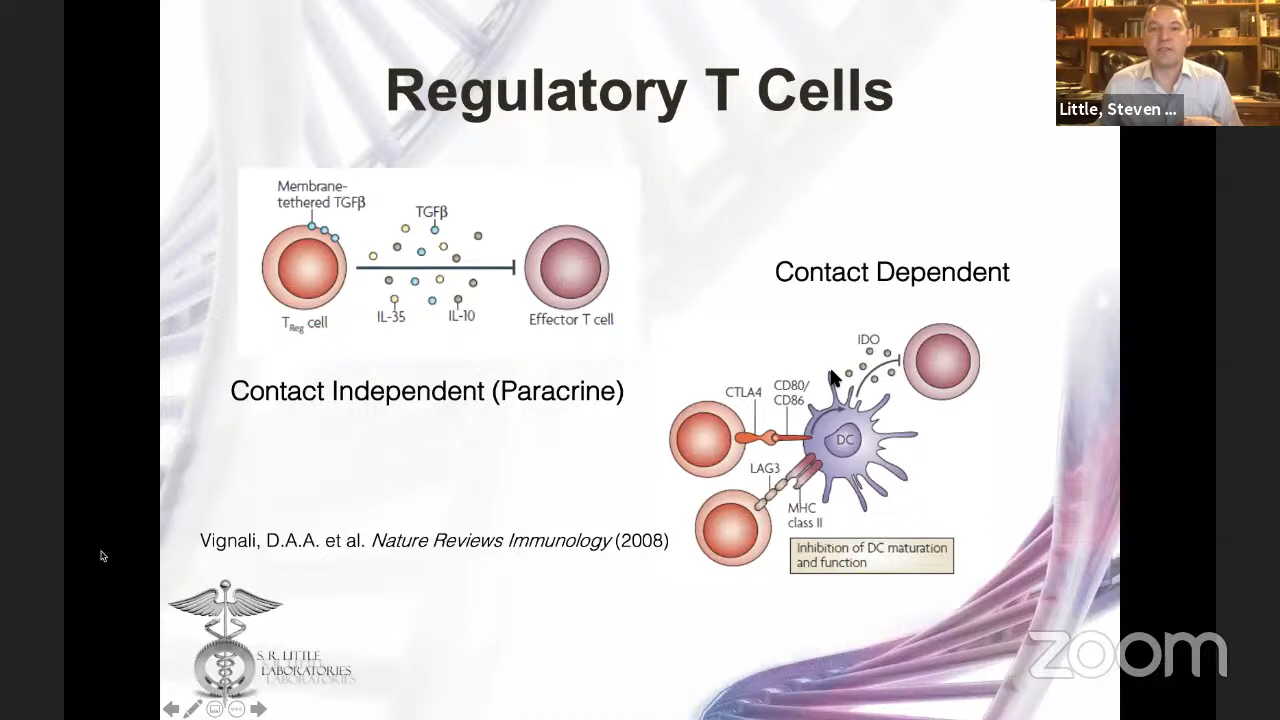 Regulatory T Cells
Little, Steven ...
Membrane-
tethered TGFβ
TGFβ
IL-35
IL-10
TReg cell
Effector T cell
Contact Independent (Paracrine)
Contact Dependent
IDO
CTLA4
CD80/
CD86
DC
LAG3
MHC
class II
Inhibition of DC maturation
and function
Vignali, D.A.A. et al. Nature Reviews Immunology (2008)
S. R. LITTLE
LABORATORIES
zoom